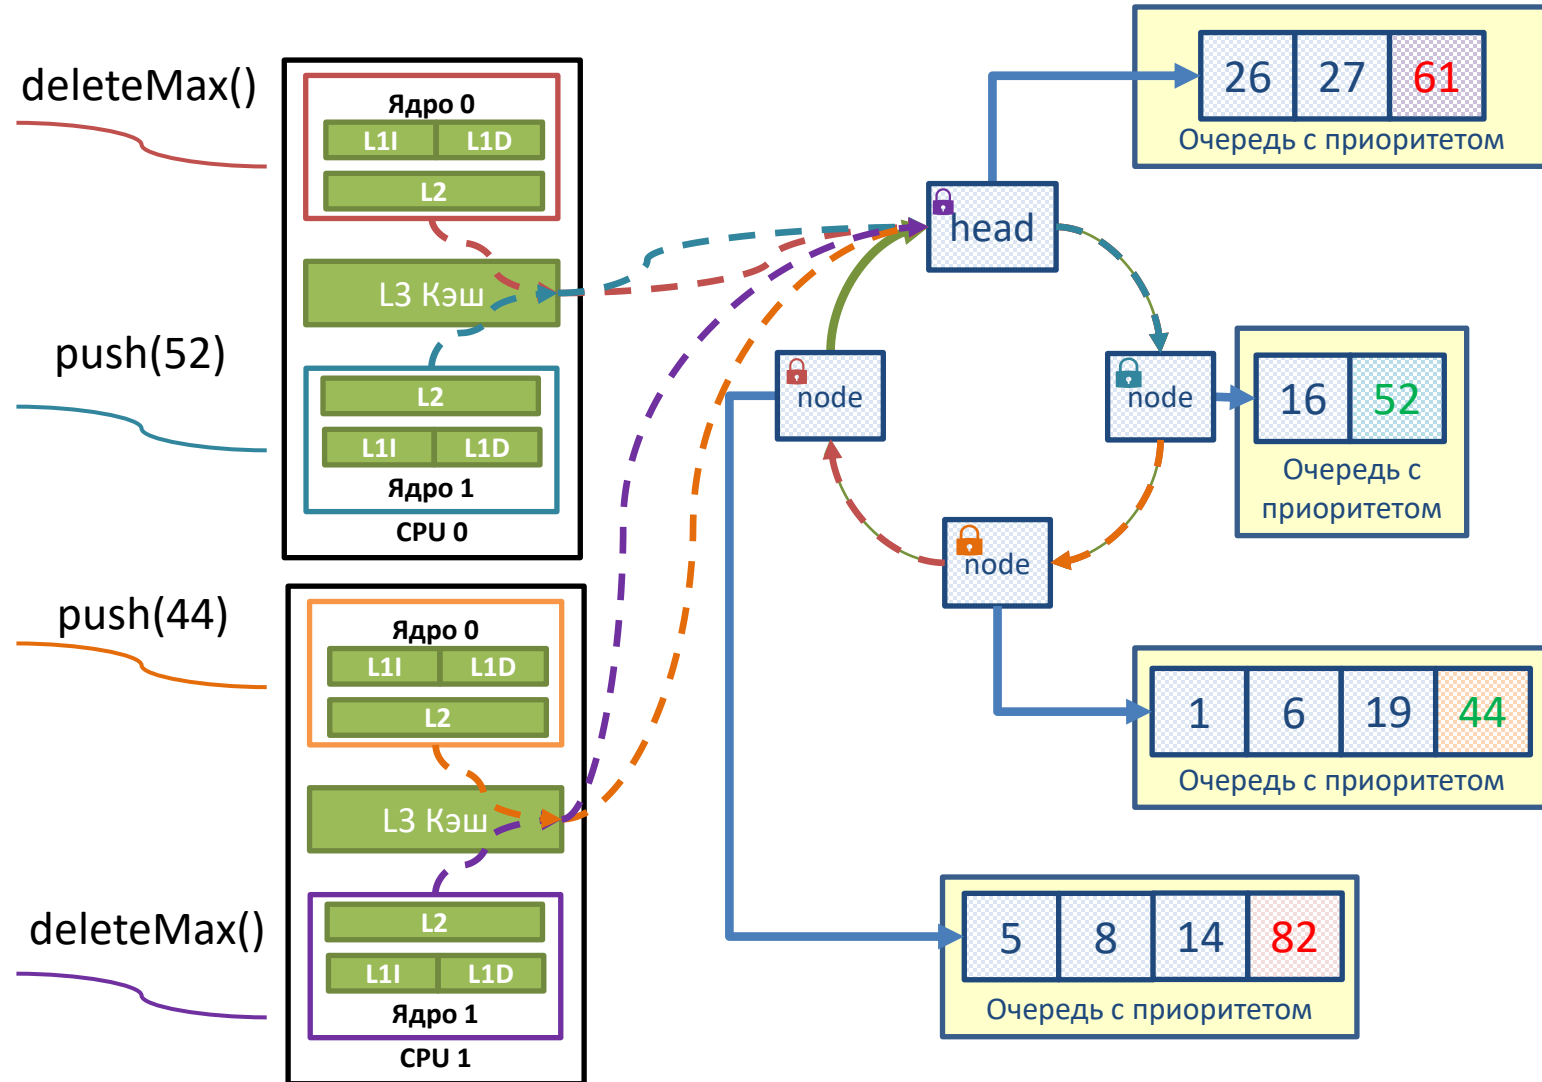 deleteMax()
push(52)
push(44)
deleteMax()
Ядро 0
L1I L1D
L2
L3 Кэш
L2
L1I L1D
Ядро 1
CPU 0
Ядро 0
L1I L1D
L2
L3 Кэш
L2
L1I L1D
Ядро 1
CPU 1
head
node
node
node
26 27 61
Очередь с приоритетом
16 52
Очередь с
приоритетом
1 6 19 44
Очередь с приоритетом
5 8 14 82
Очередь с приоритетом